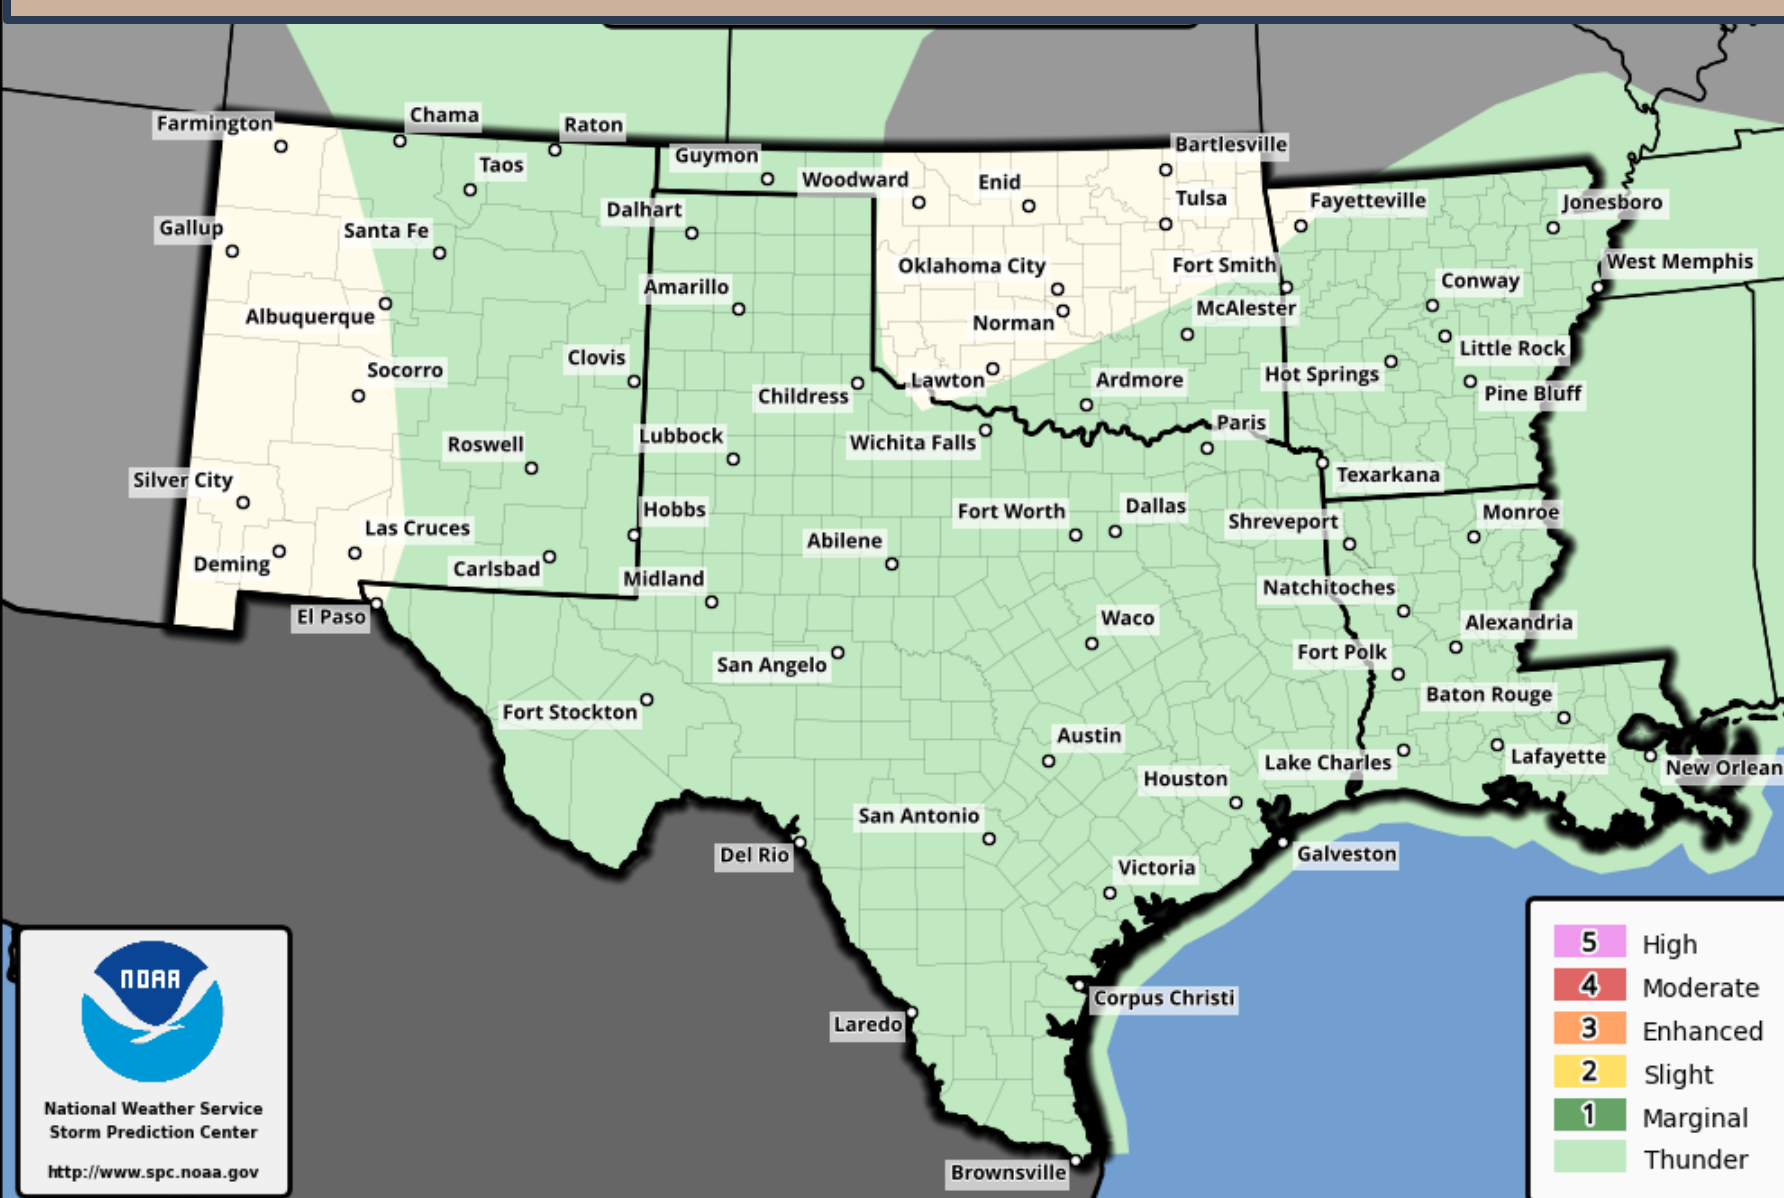 Chama
Farmington
Raton
Bartlesville
Guymon
Taos
Woodward
Enid
Tulsa
Fayetteville
Jonesboro
Dalhart
Gallup
Santa Fe
West Memphis
Oklahoma City
Fort Smith
Conway
Amarillo
McAlester
Albuquerque
Norman
Little Rock
Clovis
Socorro
Hot Springs
Lawton
Ardmore
Pine Bluff
Childress
Paris
Lubbock
Wichita Falls
Roswell
Texarkana
Silver City
Hobbs
Fort Worth
Dallas
Monroe
Shreveport
Las Cruces
Abilene
Deming
Carlsbad
Midland
Natchitoches
El Paso
Waco
Alexandria
Fort Polk
San Angelo
Baton Rouge
Fort Stockton
Austin
Lafayette
Lake Charles
New Orlean
Houston
San Antonio
Del Rio
Galveston
Victoria
Corpus Christi
Laredo
Brownsville
NOAA
National Weather Service
Storm Prediction Center
http://www.spc.noaa.gov
5 High
4 Moderate
3 Enhanced
2 Slight
1 Marginal
Thunder